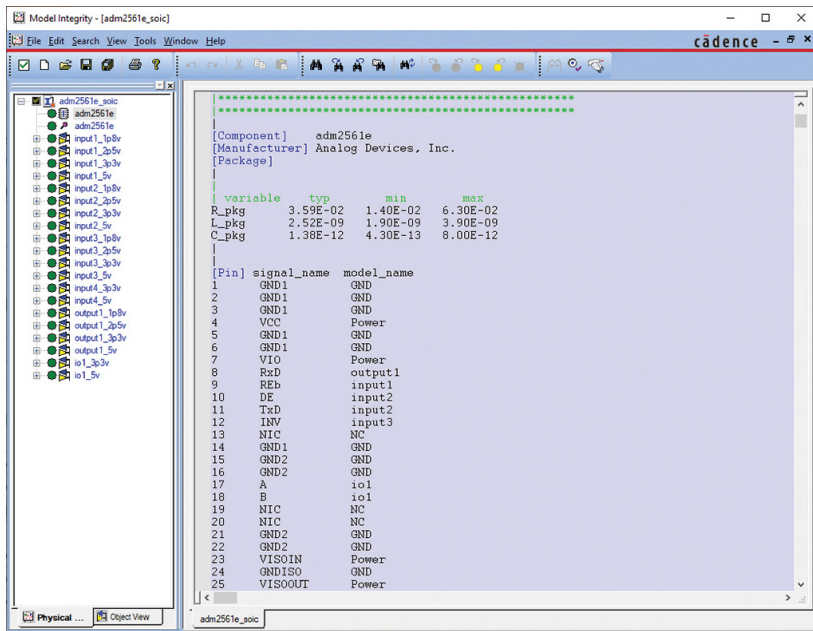 Model Integrity - [adm2561e_soic]
File Edit Search View Tools Window Help
cādence
adm2561e_soic
adm2561e
adm2561e
input1_1p8v
input1_2p5v
input1_3p3v
input1_5v
input2_1p8v
input2_2p5v
input2_3p3v
input2_5v
input3_1p8v
input3_2p5v
input3_3p3v
input3_5v
input4_3p3v
input4_5v
output1_1p8v
output1_2p5v
output1_3p3v
output1_5v
io1_3p3v
io1_5v
Physical ...
Object View
|**************************************************
|**************************************************
|
[Component] adm2561e
[Manufacturer] Analog Devices, Inc.
[Package]
|
|
| variable typ min max
R_pkg 3.59E-02 1.40E-02 6.30E-02
L_pkg 2.52E-09 1.90E-09 3.90E-09
C_pkg 1.38E-12 4.30E-13 8.00E-12
|
|
[Pin] signal_name model_name
1 GND1 GND
2 GND1 GND
3 GND1 GND
4 VCC Power
5 GND1 GND
6 GND1 GND
7 VIO Power
8 RxD output1
9 REb input1
10 DE input2
11 TxD input2
12 INV input3
13 NIC NC
14 GND1 GND
15 GND2 GND
16 GND2 GND
17 A io1
18 B io1
19 NIC NC
20 NIC NC
21 GND2 GND
22 GND2 GND
23 VISOIN Power
24 GNDISO GND
25 VISOOUT Power
adm2561e_soic